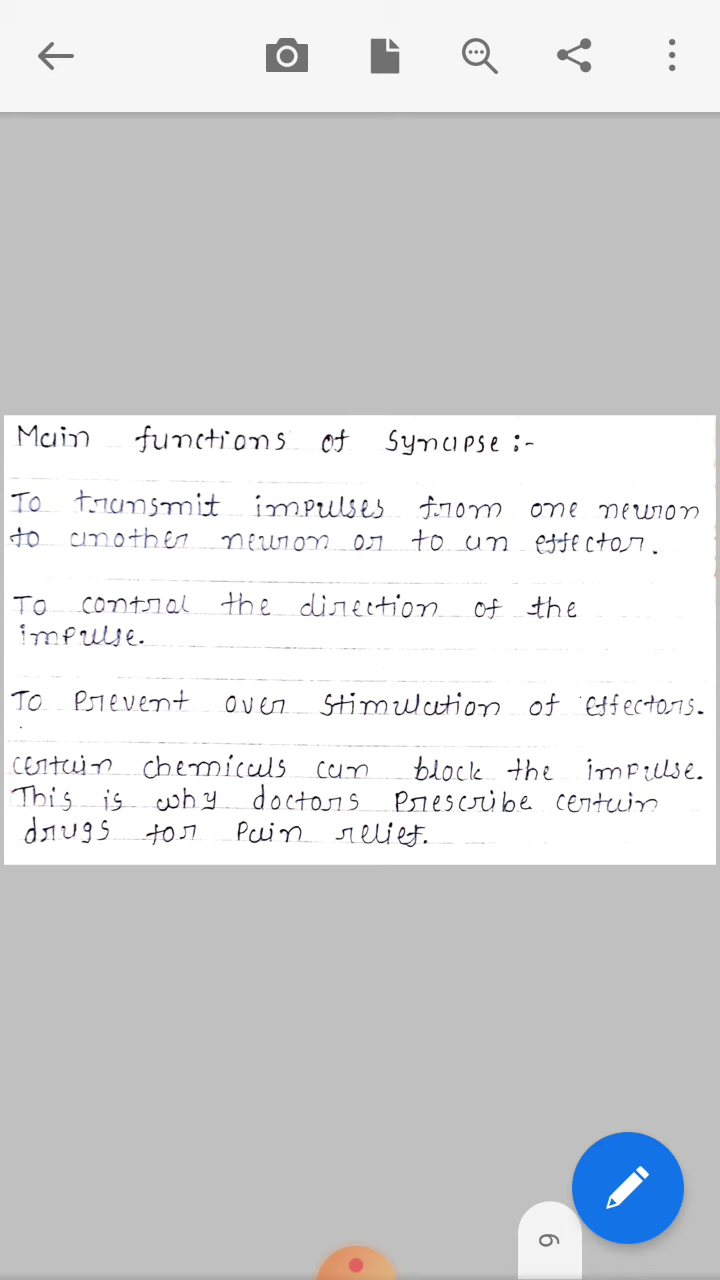 Main functions of synapse :-
To transmit impulses from one neuron
to another neuron or to an effector.
To control the direction of the
impulse.
To Prevent over stimulation of effectors.
certain chemicals can block the impulse.
This is why doctors Prescribe certain
drugs for Pain relief.
6